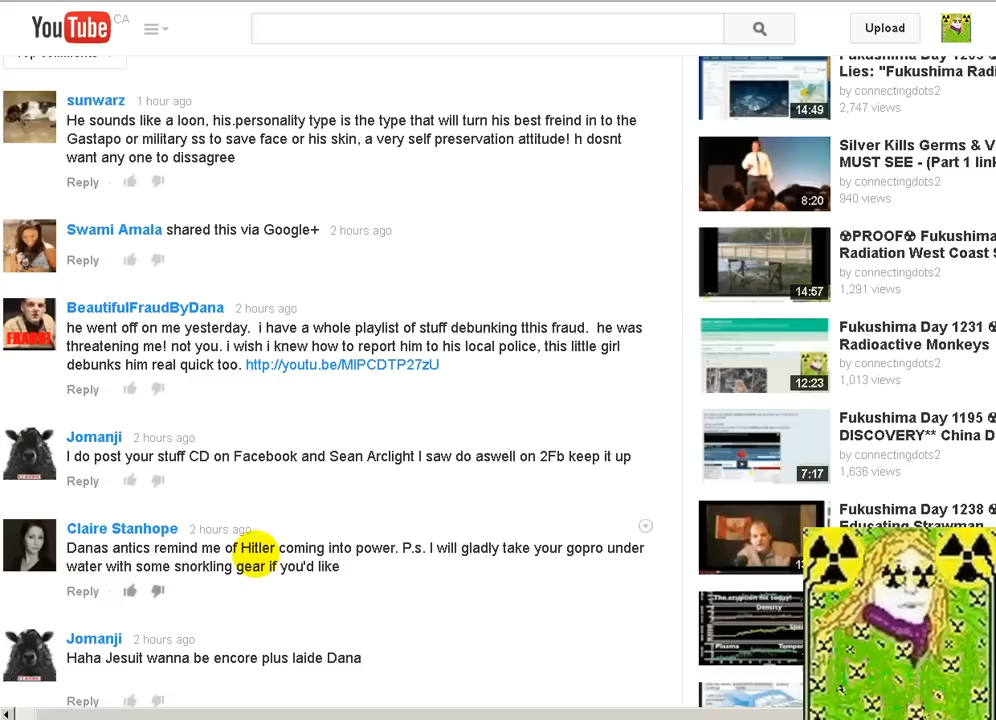 YouTube CA
Upload
sunwarz 1 hour ago
He sounds like a loon, his.personality type is the type that will turn his best freind in to the
Gastapo or military ss to save face or his skin, a very self preservation attitude! h dosnt
want any one to dissagree
Reply
Swami Amala shared this via Google+ 2 hours ago
Reply
BeautifulFraudByDana 2 hours ago
he went off on me yesterday. i have a whole playlist of stuff debunking tthis fraud. he was
threatening me! not you. i wish i knew how to report him to his local police, this little girl
debunks him real quick too. http://youtu.be/MIPCDTP27zU
Reply
Jomanji 2 hours ago
I do post your stuff CD on Facebook and Sean Arclight I saw do aswell on 2Fb keep it up
Reply
Claire Stanhope 2 hours ago
Danas antics remind me of Hitler coming into power. P.s. I will gladly take your gopro under
water with some snorkling gear if you'd like
Reply
Jomanji 2 hours ago
Haha Jesuit wanna be encore plus laide Dana
Reply
Lies: "Fukushima Radi
by connectingdots2
2,747 views
14:49
Silver Kills Germs & V
MUST SEE - (Part 1 link
by connectingdots2
940 views
8:20
☢PROOF☢ Fukushima
Radiation West Coast S
by connectingdots2
1,291 views
14:57
Fukushima Day 1231 ☢
Radioactive Monkeys
by connectingdots2
1,013 views
12:23
Fukushima Day 1195 ☢
DISCOVERY** China D
by connectingdots2
1,636 views
7:17
Fukushima Day 1238 ☢
Edusating Strawman
The eruption hit today!
Density
FRAUD!